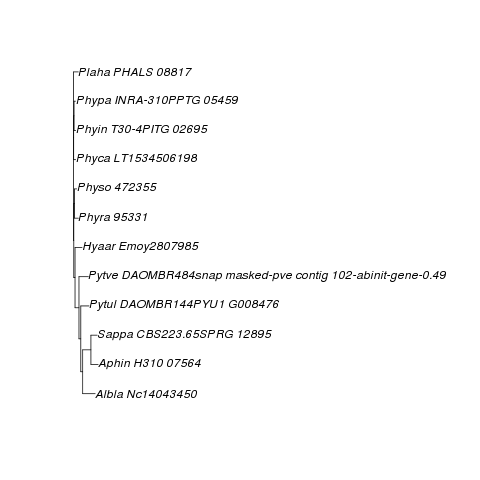 Plaha PHALS 08817
Phypa INRA-310PPTG 05459
Phyin T30-4PITG 02695
Phyca LT1534506198
Physo 472355
Phyra 95331
Hyaar Emoy2807985
Pytve DAOMBR484snap masked-pve contig 102-abinit-gene-0.49
Pytul DAOMBR144PYU1 G008476
Sappa CBS223.65SPRG 12895
Aphin H310 07564
Albla Nc14043450